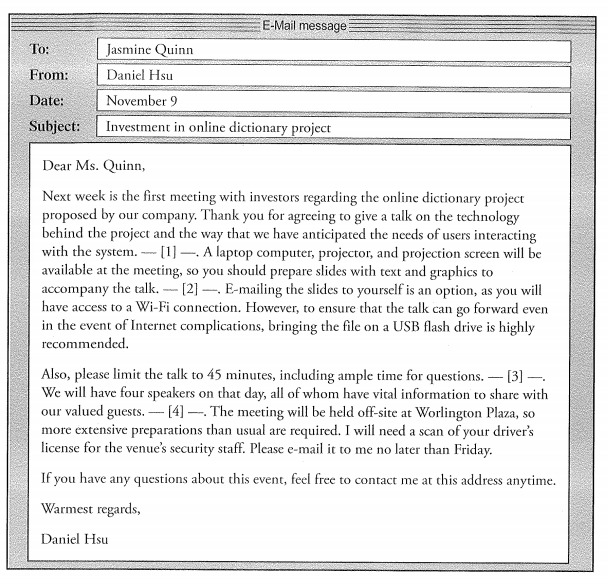 E-Mail message
To: Jasmine Quinn
From: Daniel Hsu
Date: November 9
Subject: Investment in online dictionary project
Dear Ms. Quinn,
Next week is the first meeting with investors regarding the online dictionary project
proposed by our company. Thank you for agreeing to give a talk on the technology
behind the project and the way that we have anticipated the needs of users interacting
with the system. — [1] —. A laptop computer, projector, and projection screen will be
available at the meeting, so you should prepare slides with text and graphics to
accompany the talk. — [2] —. E-mailing the slides to yourself is an option, as you will
have access to a Wi-Fi connection. However, to ensure that the talk can go forward even
in the event of Internet complications, bringing the file on a USB flash drive is highly
recommended.
Also, please limit the talk to 45 minutes, including ample time for questions. — [3] —.
We will have four speakers on that day, all of whom have vital information to share with
our valued guests. — [4] —. The meeting will be held off-site at Worlington Plaza, so
more extensive preparations than usual are required. I will need a scan of your driver's
license for the venue's security staff. Please e-mail it to me no later than Friday.
If you have any questions about this event, feel free to contact me at this address anytime.
Warmest regards,
Daniel Hsu